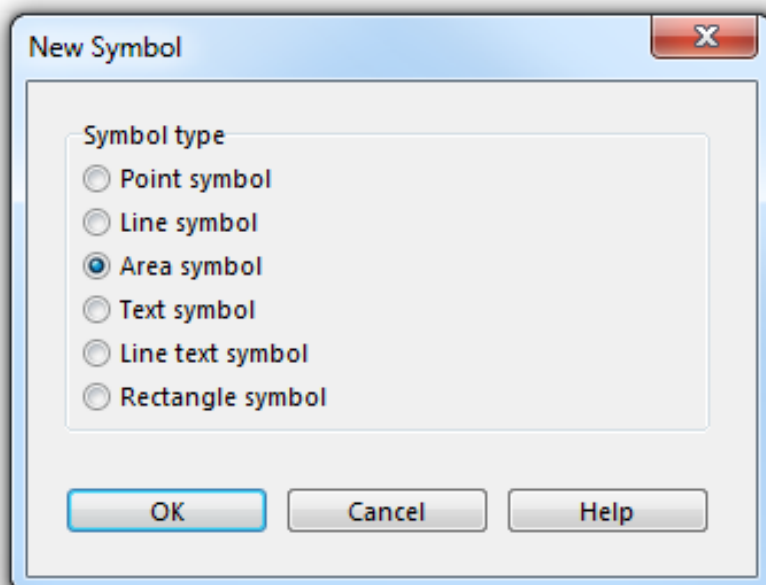 New Symbol
Symbol type
Point symbol
Line symbol
Area symbol
Text symbol
Line text symbol
Rectangle symbol
OK Cancel Help